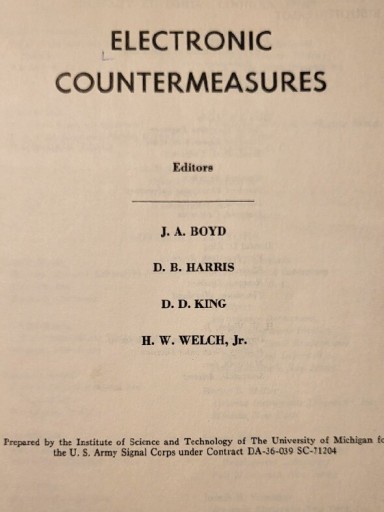 ELECTRONIC
COUNTERMEASURES
Editors
J. A. BOYD
D. B. HARRIS
D. D. KING
H. W. WELCH, Jr.
Prepared by the Institute of Science and Technology of The University of Michigan fo
the U. S. Army Signal Corps under Contract DA-36-039 SC-71204